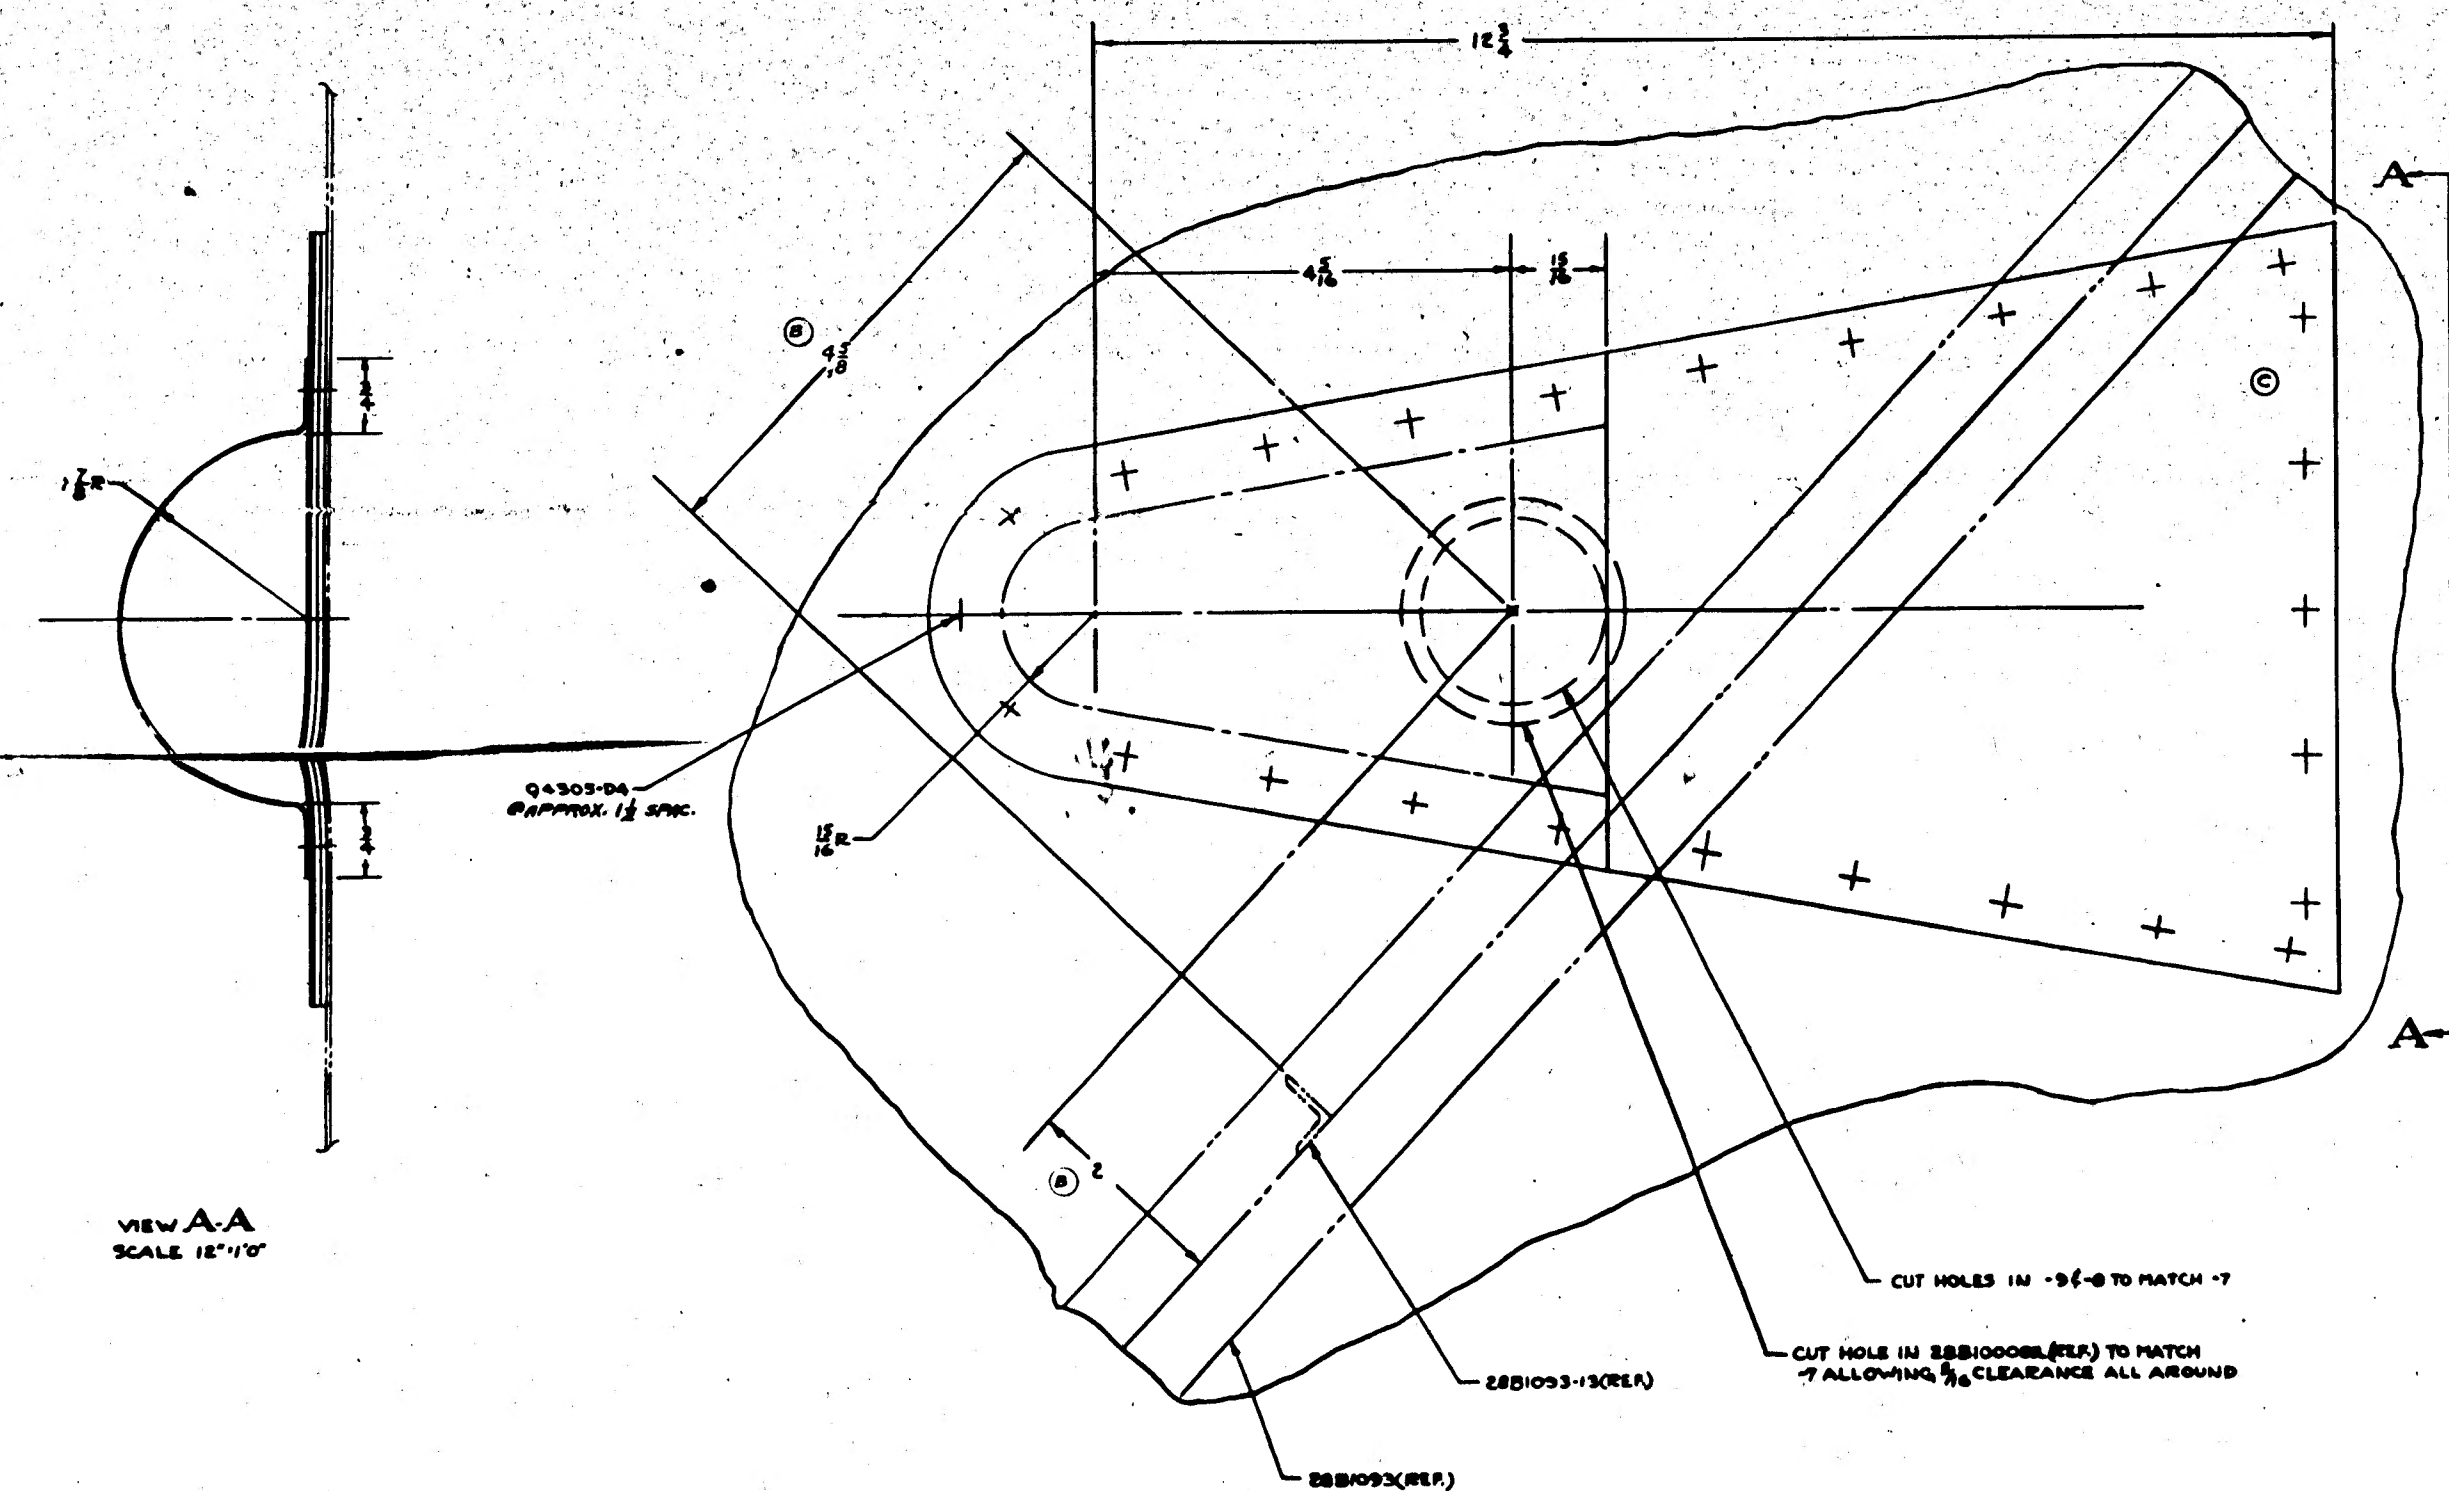 12 3/4
A
4 5/16
15/16
B
4 5/8
C
3/4
1 7/8 R
Q4303-D4
@ APPROX. 1 1/2 SPAC.
3/4
15/16 R
A
B
2
VIEW A-A
SCALE 12"=1'0"
CUT HOLES IN -9 & -8 TO MATCH -7
CUT HOLE IN (REF.) TO MATCH
-7 ALLOWING CLEARANCE ALL AROUND
28B1093-13(REF.)
28B1093(REF.)